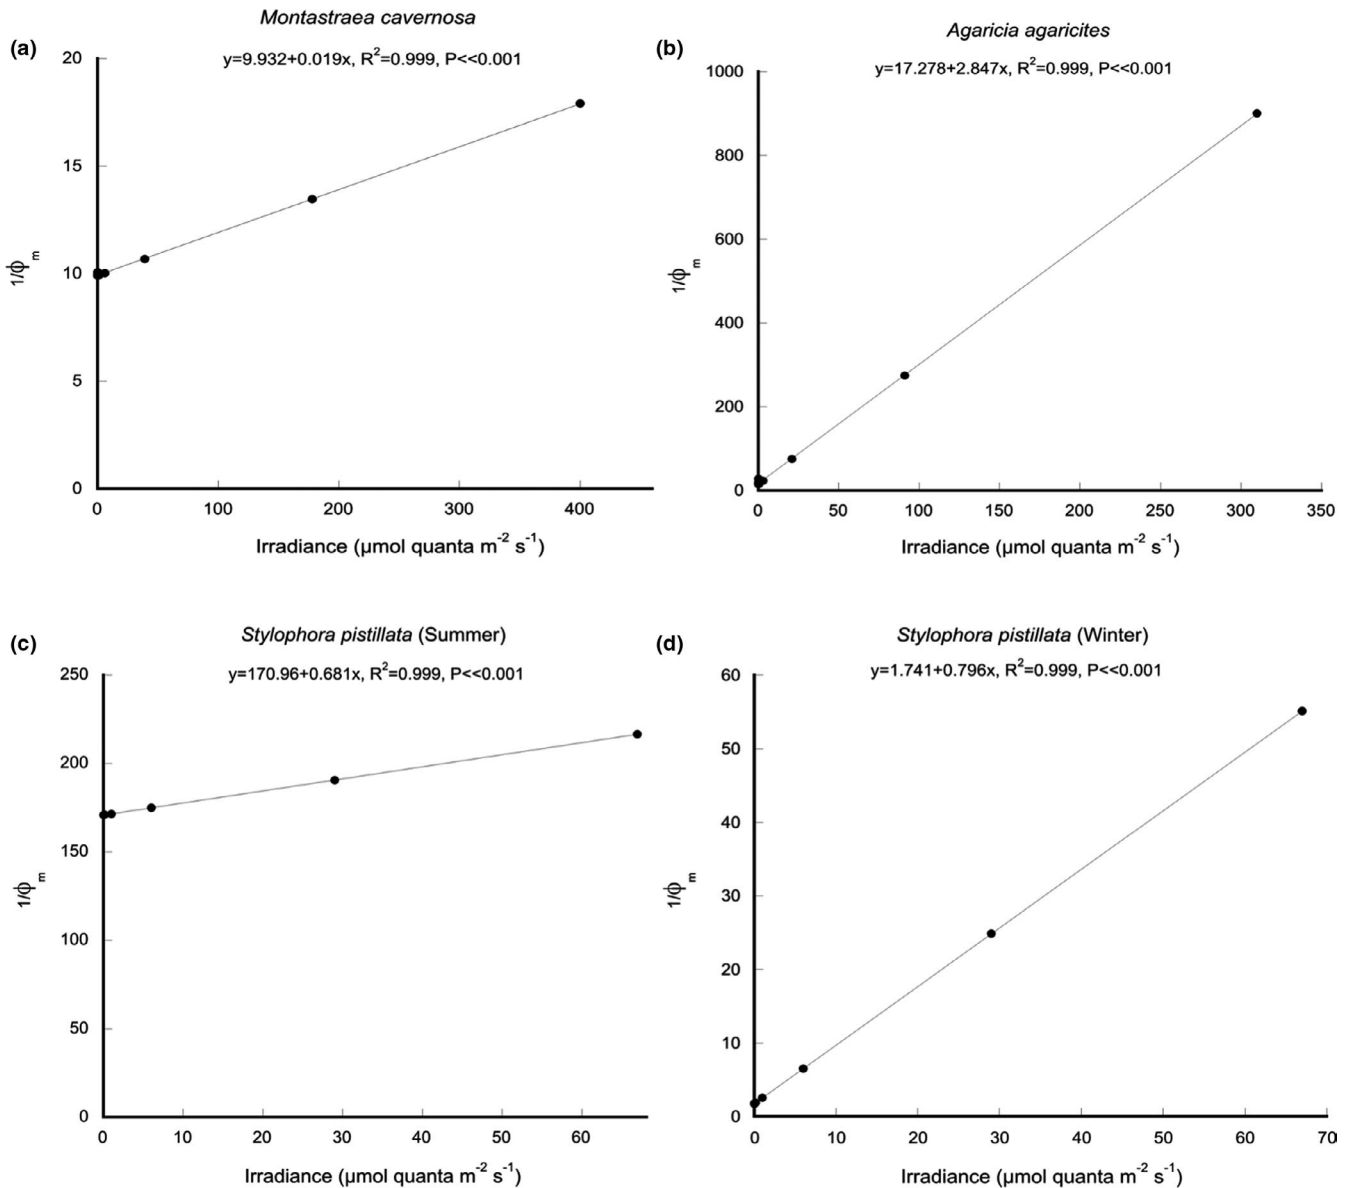 Montastraea cavernosa
(a)
y=9.932+0.019x, R²=0.999, P<<0.001
20
15
10
5
0
1/ϕm
0 100 200 300 400
Irradiance (µmol quanta m⁻² s⁻¹)
Agaricia agaricites
(b)
y=17.278+2.847x, R²=0.999, P<<0.001
1000
800
600
400
200
0
1/ϕm
0 50 100 150 200 250 300 350
Irradiance (µmol quanta m⁻² s⁻¹)
Stylophora pistillata (Summer)
(c)
y=170.96+0.681x, R²=0.999, P<<0.001
250
200
150
100
50
0
1/ϕm
0 10 20 30 40 50 60
Irradiance (µmol quanta m⁻² s⁻¹)
Stylophora pistillata (Winter)
(d)
y=1.741+0.796x, R²=0.999, P<<0.001
60
50
40
30
20
10
0
1/ϕm
0 10 20 30 40 50 60 70
Irradiance (µmol quanta m⁻² s⁻¹)